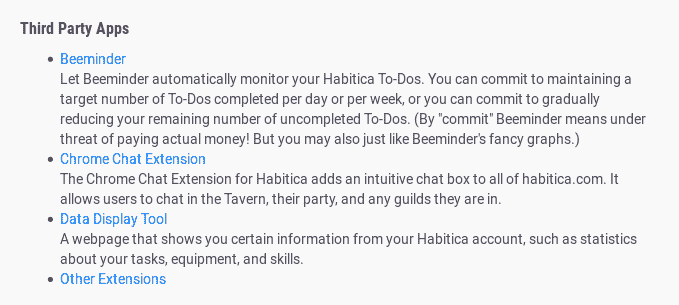 Third Party Apps
Beeminder
Let Beeminder automatically monitor your Habitica To-Dos. You can commit to maintaining a
target number of To-Dos completed per day or per week, or you can commit to gradually
reducing your remaining number of uncompleted To-Dos. (By "commit" Beeminder means under
threat of paying actual money! But you may also just like Beeminder's fancy graphs.)
Chrome Chat Extension
The Chrome Chat Extension for Habitica adds an intuitive chat box to all of habitica.com. It
allows users to chat in the Tavern, their party, and any guilds they are in.
Data Display Tool
A webpage that shows you certain information from your Habitica account, such as statistics
about your tasks, equipment, and skills.
Other Extensions